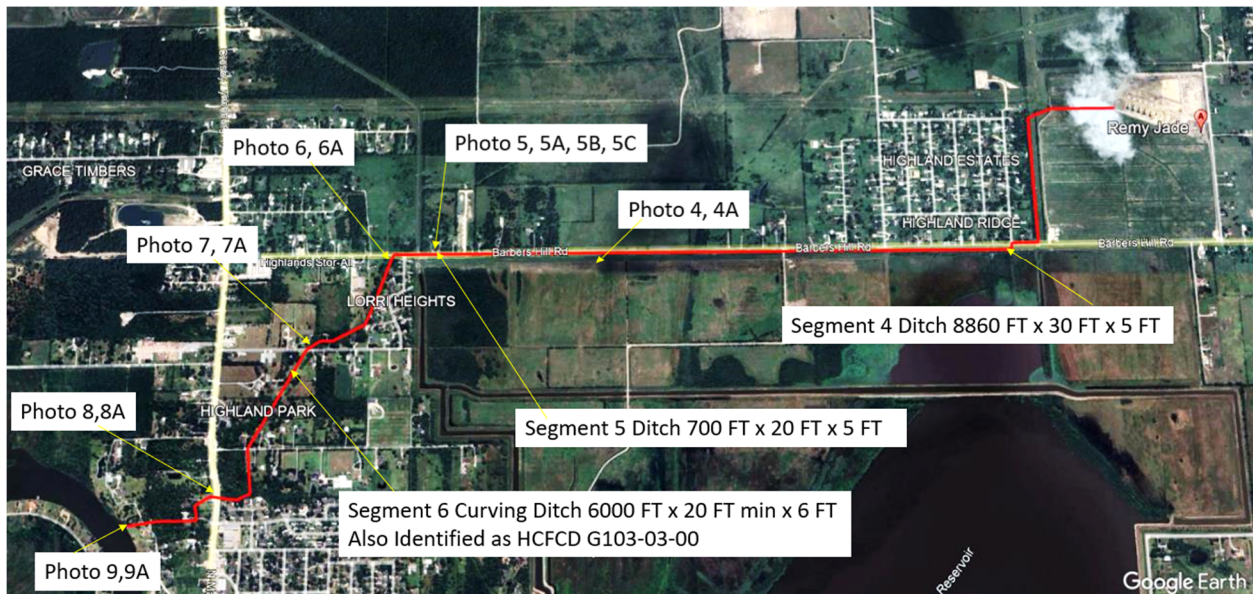 GRACE TIMBERS
Photo 6, 6A
Photo 5, 5A, 5B, 5C
HIGHLAND ESTATES
Remy Jade
A
Photo 4, 4A
HIGHLAND RIDGE
Photo 7, 7A
Highlands Stor-All
Barbers Hill Rd
Barbers Hill Rd
Barbers Hill Rd
LORRI HEIGHTS
Segment 4 Ditch 8860 FT x 30 FT x 5 FT
Photo 8,8A
HIGHLAND PARK
Segment 5 Ditch 700 FT x 20 FT x 5 FT
Segment 6 Curving Ditch 6000 FT x 20 FT min x 6 FT
Also Identified as HCFCD G103-03-00
Photo 9,9A
Reservoir
Google Earth